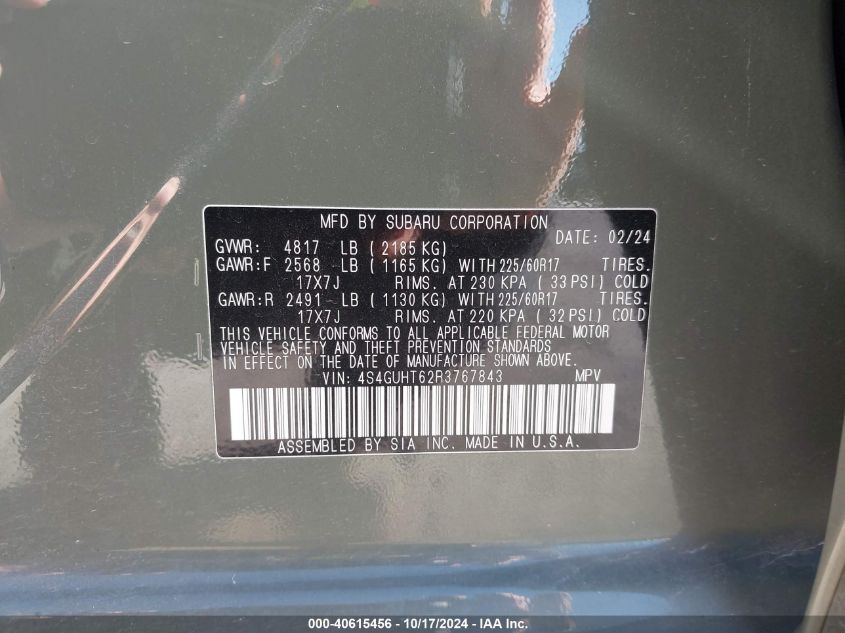 MFD BY SUBARU CORPORATION
GVWR: 4817 LB ( 2185 KG) DATE: 02/24
GAWR:F 2568 LB ( 1165 KG) WITH 225/60R17 TIRES.
17X7J RIMS. AT 230 KPA ( 33 PSI) COLD
GAWR:R 2491 LB ( 1130 KG) WITH 225/60R17 TIRES.
17X7J RIMS. AT 220 KPA ( 32 PSI) COLD
THIS VEHICLE CONFORMS TO ALL APPLICABLE FEDERAL MOTOR
VEHICLE SAFETY AND THEFT PREVENTION STANDARDS
IN EFFECT ON THE DATE OF MANUFACTURE SHOWN ABOVE.
VIN: 4S4GUHT62R3767843 MPV
ASSEMBLED BY SIA INC. MADE IN U.S.A.
000-40615456 - 10/17/2024 - IAA Inc.